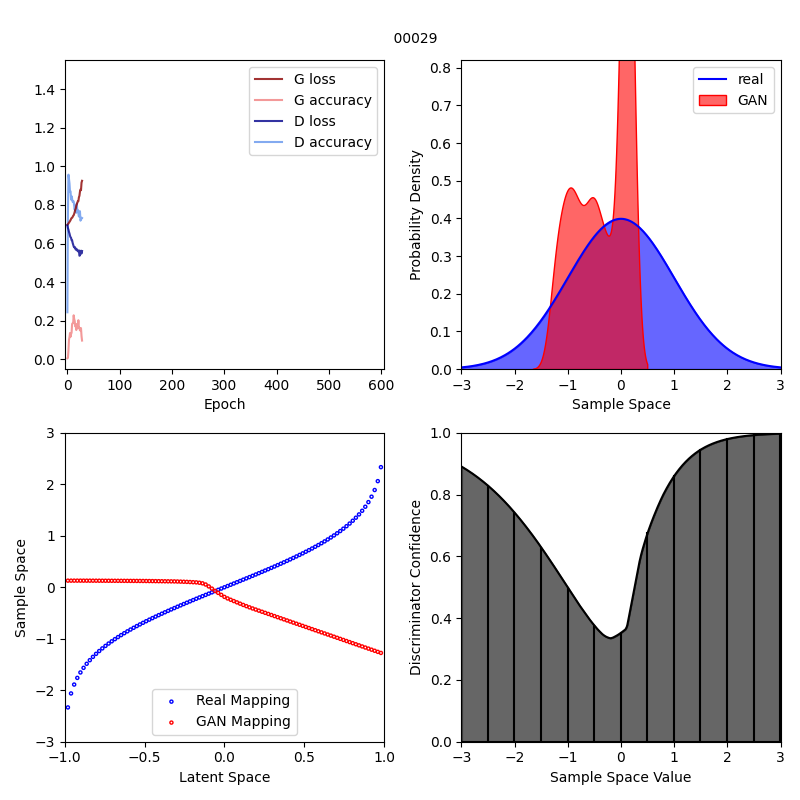 00029
1.4
1.2
1.0
0.8
0.6
0.4
0.2
0.0
0 100 200 300 400 500 600
Epoch
G loss
G accuracy
D loss
D accuracy
Probability Density
0.8
0.7
0.6
0.5
0.4
0.3
0.2
0.1
0.0
−3 −2 −1 0 1 2 3
Sample Space
real
GAN
Sample Space
3
2
1
0
−1
−2
−3
−1.0 −0.5 0.0 0.5 1.0
Latent Space
Real Mapping
GAN Mapping
Discriminator Confidence
1.0
0.8
0.6
0.4
0.2
0.0
−3 −2 −1 0 1 2 3
Sample Space Value